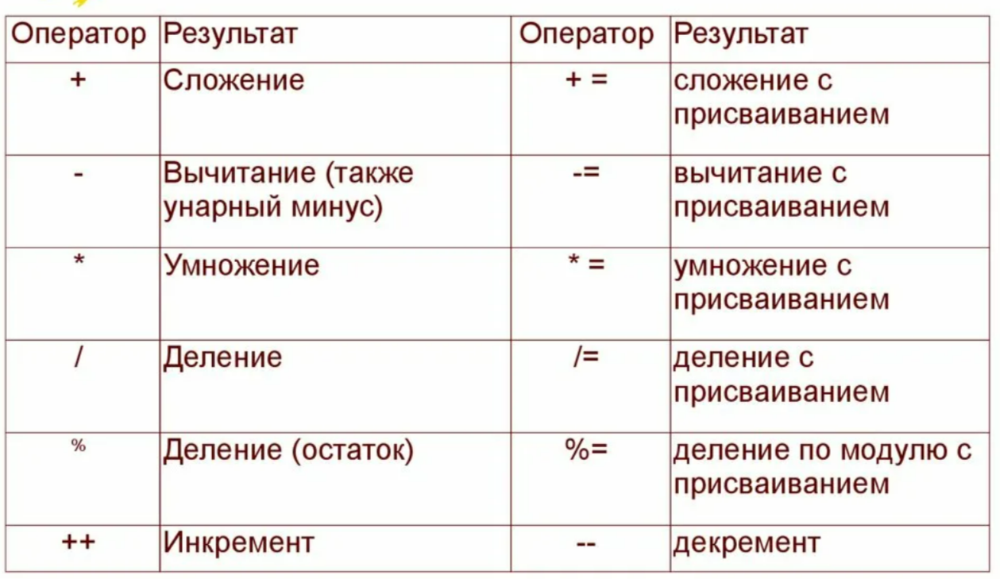 Оператор Результат Оператор Результат
+ Сложение + = сложение с
присваиванием
- Вычитание (также -= вычитание с
унарный минус) присваиванием
* Умножение * = умножение с
присваиванием
/ Деление /= деление с
присваиванием
% Деление (остаток) %= деление по модулю с
присваиванием
++ Инкремент -- декремент